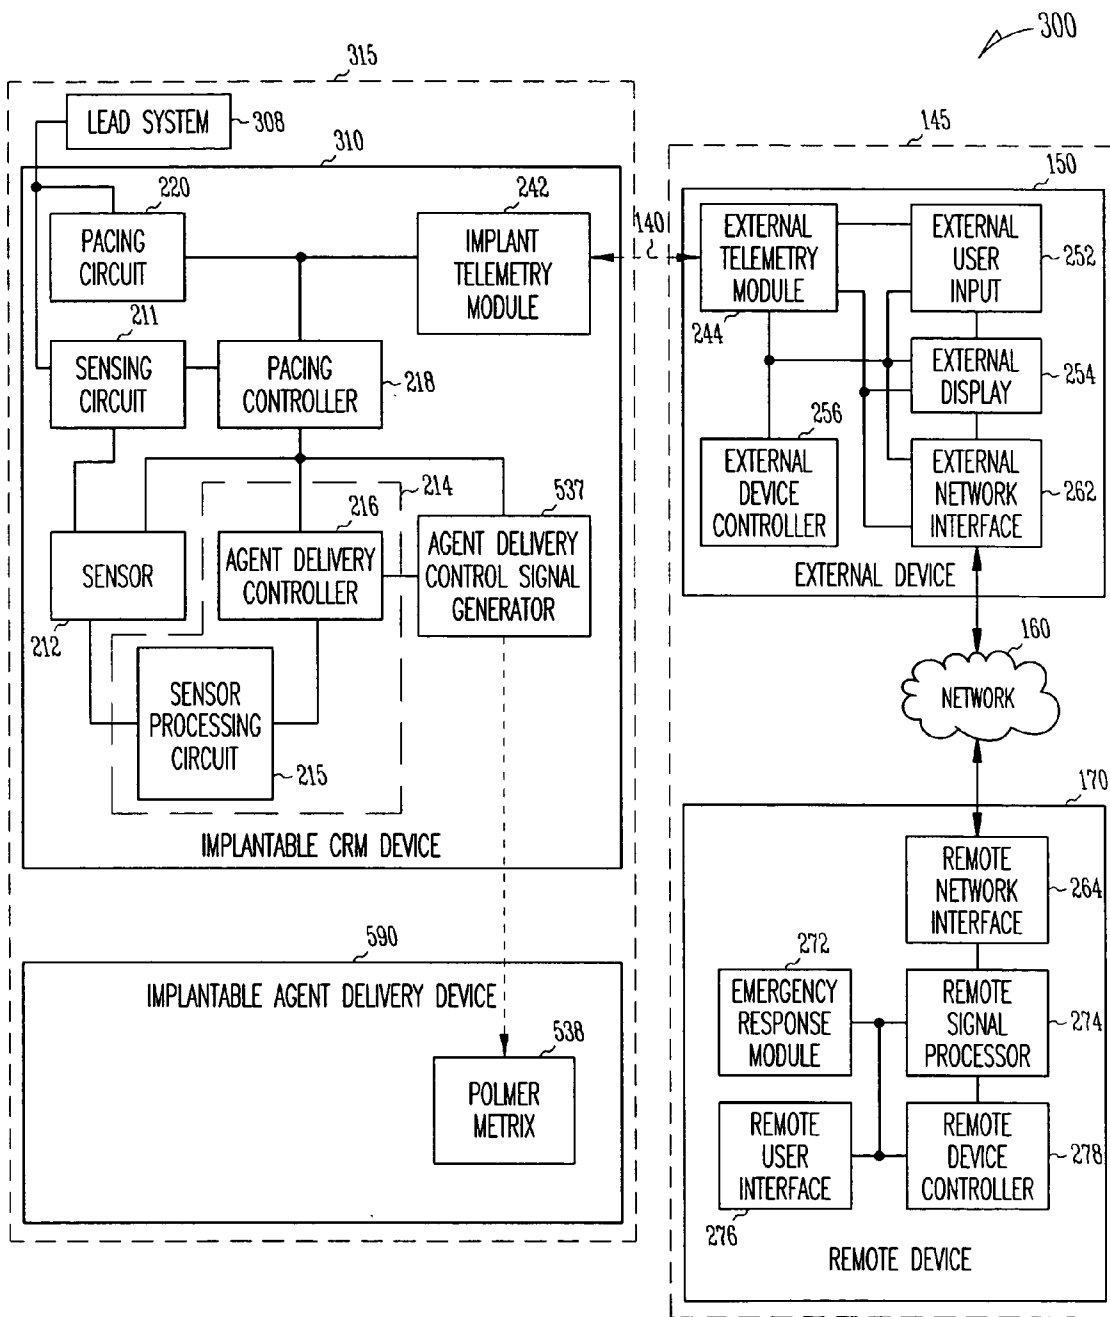 300
315
LEAD SYSTEM
308
310
145
150
220
PACING
CIRCUIT
242
IMPLANT
TELEMETRY
MODULE
140
EXTERNAL
TELEMETRY
MODULE
244
EXTERNAL
USER
INPUT
252
211
SENSING
CIRCUIT
PACING
CONTROLLER
218
EXTERNAL
DISPLAY
254
256
EXTERNAL
DEVICE
CONTROLLER
EXTERNAL
NETWORK
INTERFACE
262
EXTERNAL DEVICE
214
216
537
SENSOR
212
AGENT DELIVERY
CONTROLLER
AGENT DELIVERY
CONTROL SIGNAL
GENERATOR
SENSOR
PROCESSING
CIRCUIT
215
IMPLANTABLE CRM DEVICE
160
NETWORK
170
REMOTE
NETWORK
INTERFACE
264
590
IMPLANTABLE AGENT DELIVERY DEVICE
538
POLMER
METRIX
272
EMERGENCY
RESPONSE
MODULE
REMOTE
SIGNAL
PROCESSOR
274
REMOTE
USER
INTERFACE
276
REMOTE
DEVICE
CONTROLLER
278
REMOTE DEVICE